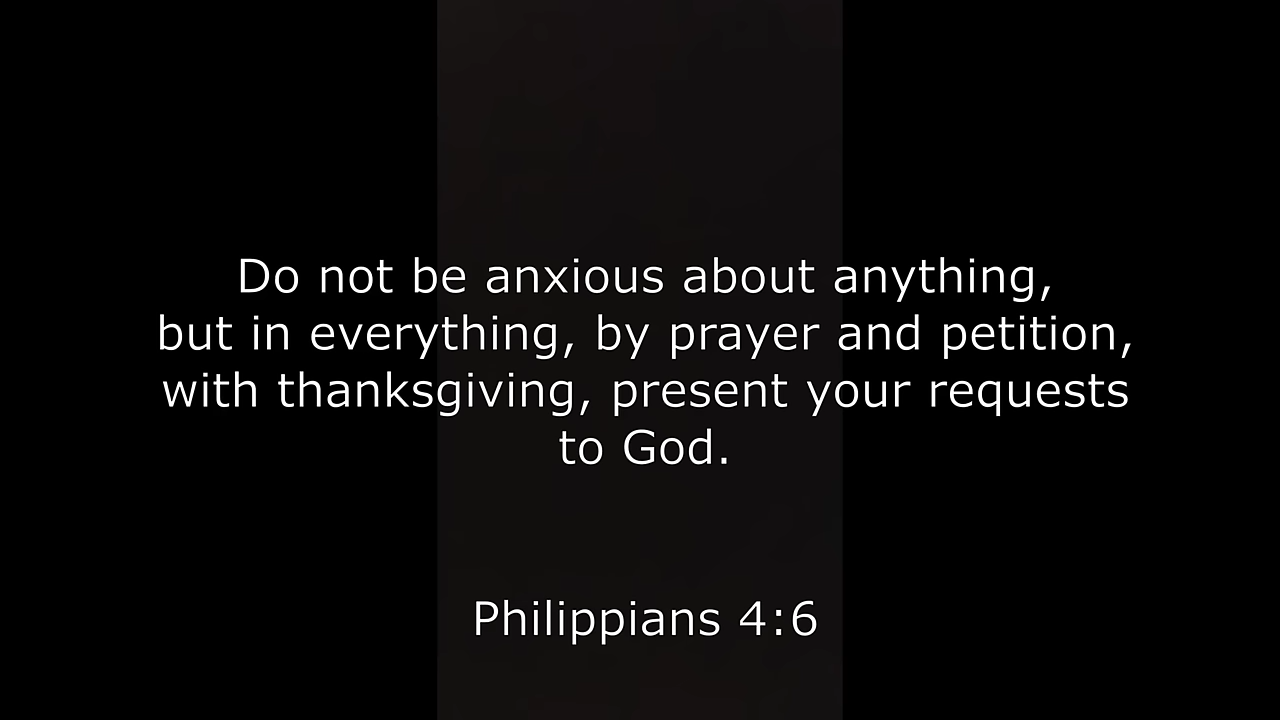 Do not be anxious about anything,
but in everything, by prayer and petition,
with thanksgiving, present your requests
to God.
Philippians 4:6